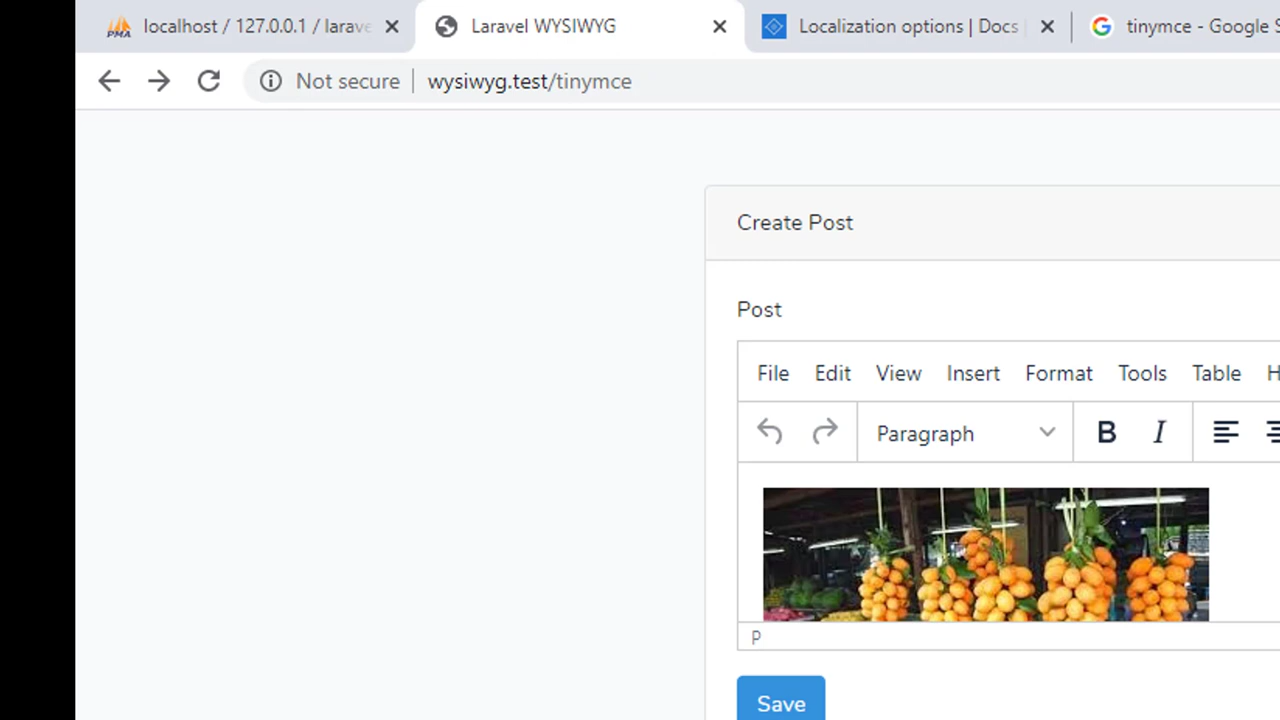 PMA localhost / 127.0.0.1 / larave
Laravel WYSIWYG
Localization options | Docs
tinymce - Google S
Not secure wysiwyg.test/tinymce
Create Post
Post
File Edit View Insert Format Tools Table H
Paragraph B I
P
Save